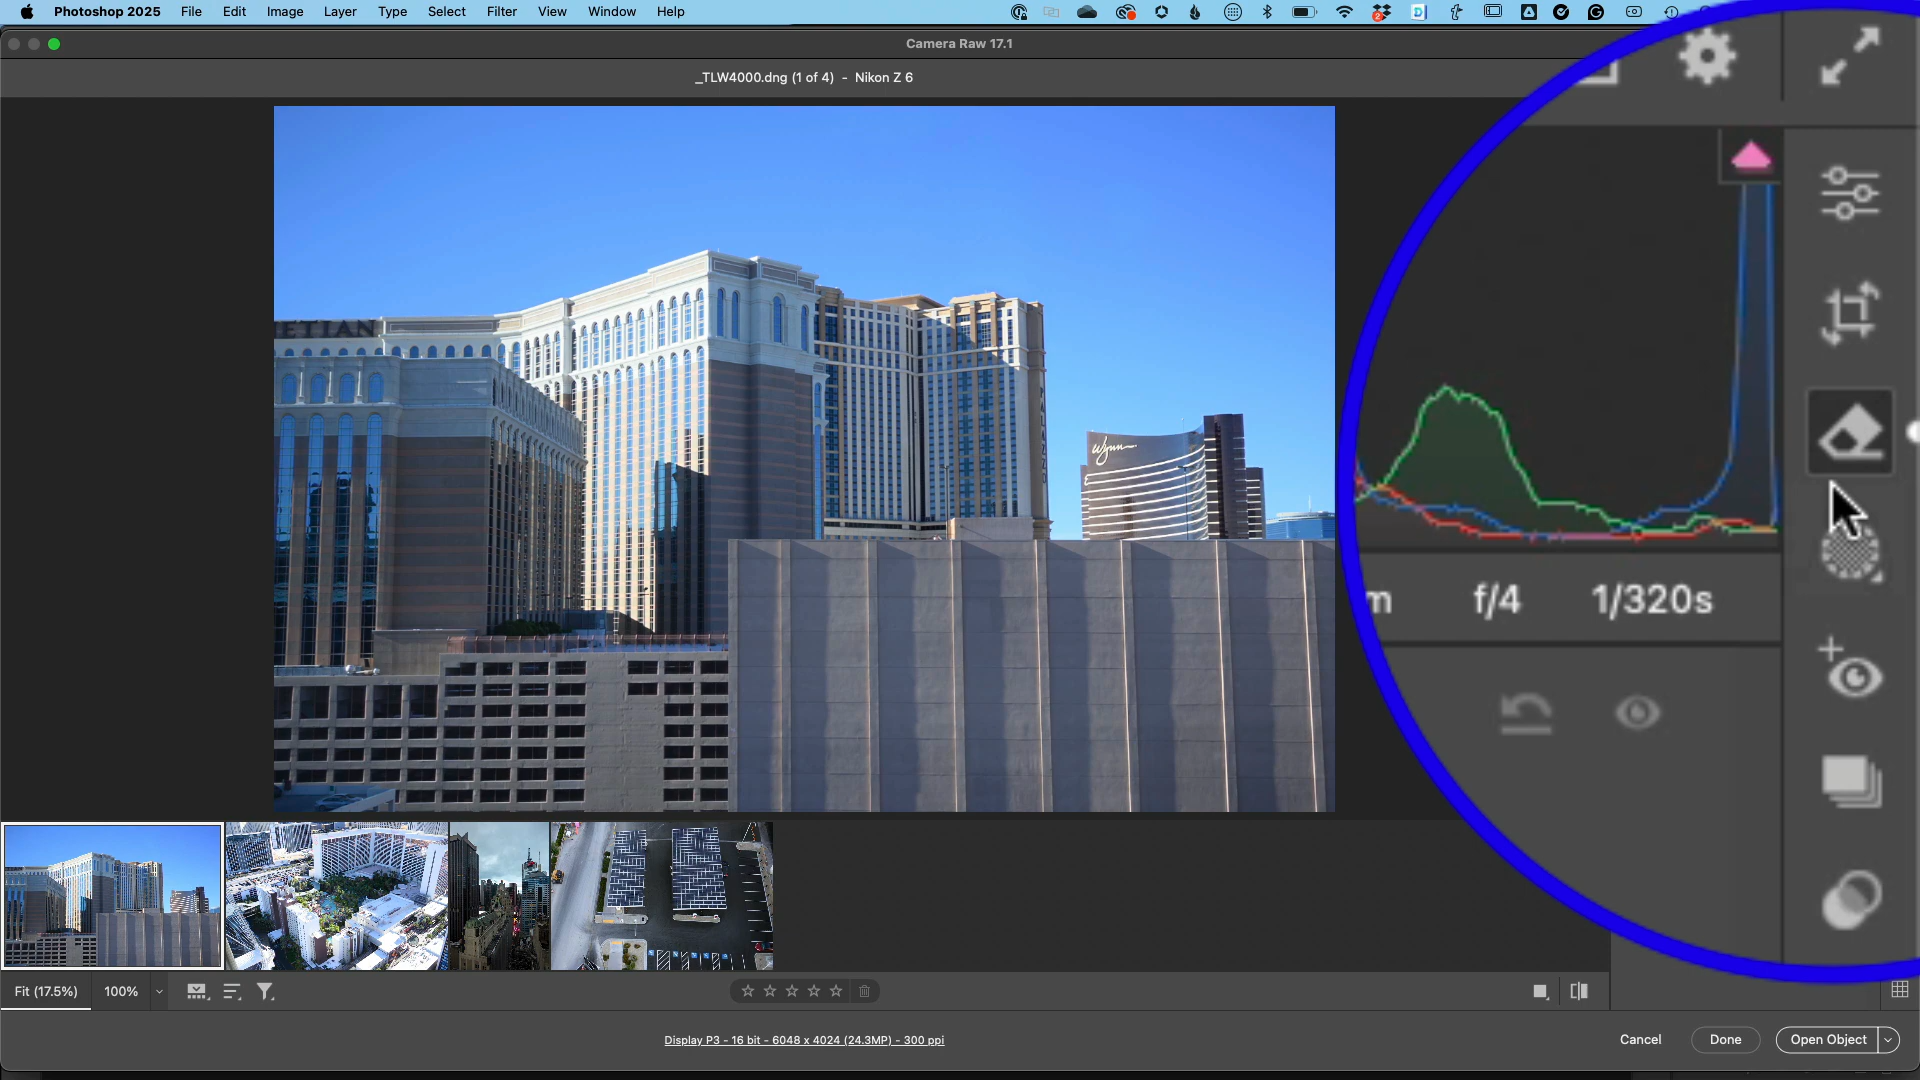 Photoshop 2025 File Edit Image Layer Type Select Filter View Window Help
Camera Raw 17.1
_TLW4000.dng (1 of 4) - Nikon Z 6
ETIAN
Wynn
m f/4 1/320s
Fit (17.5%) 100%
Display P3 - 16 bit - 6048 x 4024 (24.3MP) - 300 ppi
Cancel Done Open Object